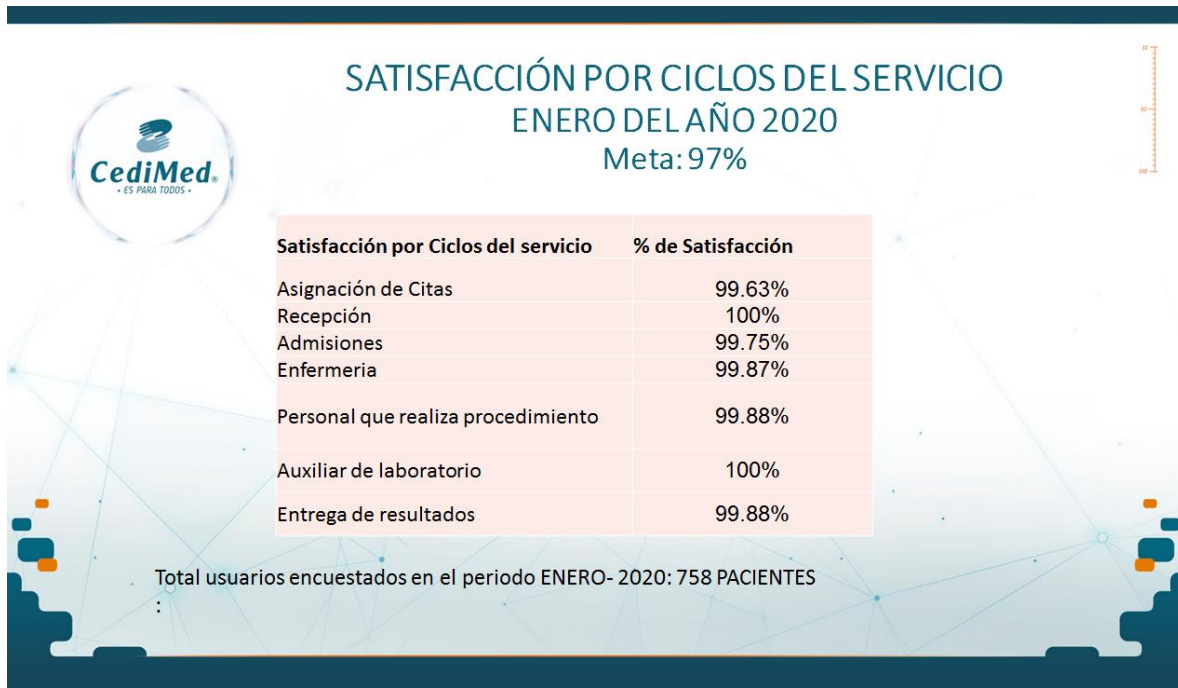 SATISFACCIÓN POR CICLOS DEL SERVICIO
ENERO DEL AÑO 2020
Meta: 97%
CediMed®
• ES PARA TODOS •
10
50
100
Satisfacción por Ciclos del servicio % de Satisfacción
Asignación de Citas 99.63%
Recepción 100%
Admisiones 99.75%
Enfermeria 99.87%
Personal que realiza procedimiento 99.88%
Auxiliar de laboratorio 100%
Entrega de resultados 99.88%
Total usuarios encuestados en el periodo ENERO- 2020: 758 PACIENTES
: